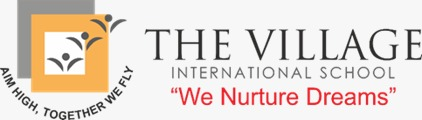 AIM HIGH, TOGETHER WE FLY
THE VILLAGE
INTERNATIONAL SCHOOL
“We Nurture Dreams”